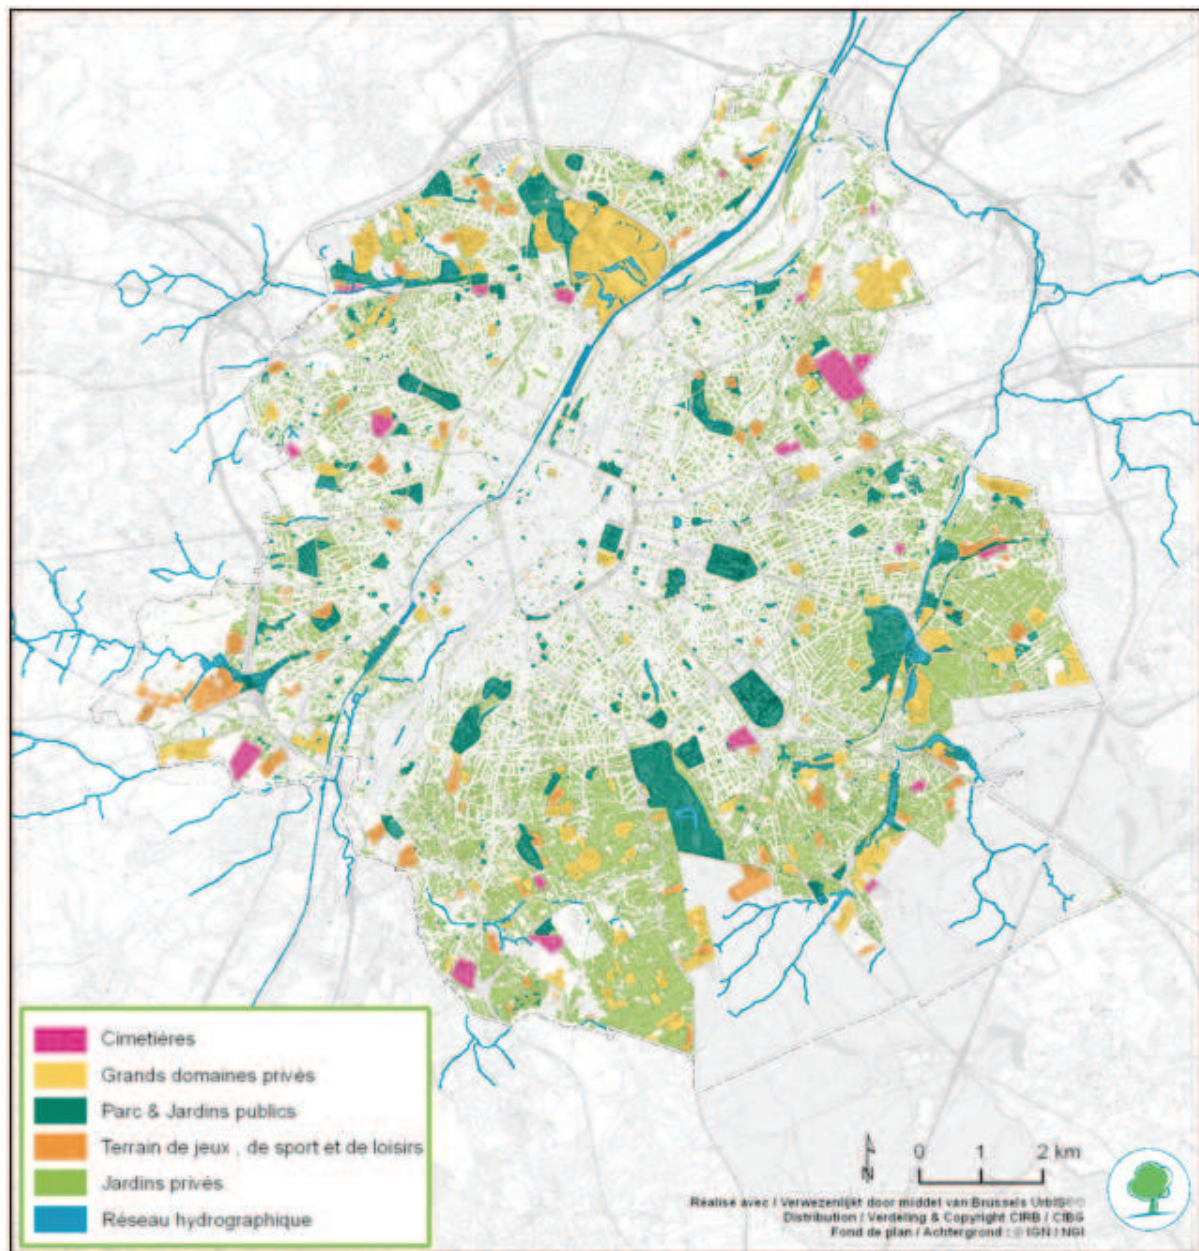 Cimetières
Grands domaines privés
Parc & Jardins publics
Terrain de jeux , de sport et de loisirs
Jardins privés
Réseau hydrographique
N
0 1 2 km
Réalisé avec / Verwezenlijkt door middel van Brussels UrbIS©©
Distribution / Verdeling & Copyright CIRB / CIBG
Fond de plan / Achtergrond : © IGN / NGI